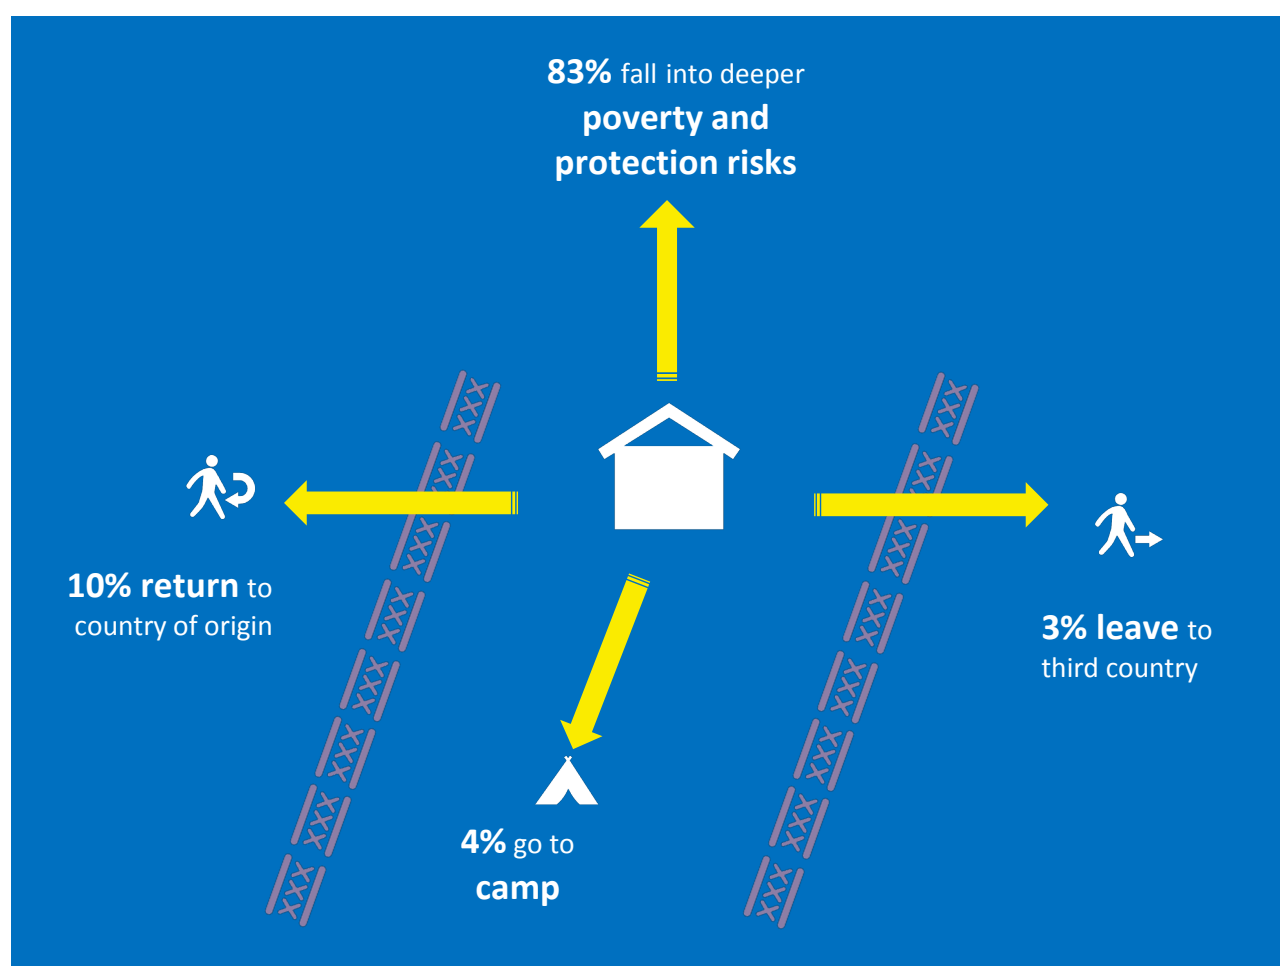 83% fall into deeper
poverty and
protection risks
10% return to
country of origin
3% leave to
third country
4% go to
camp